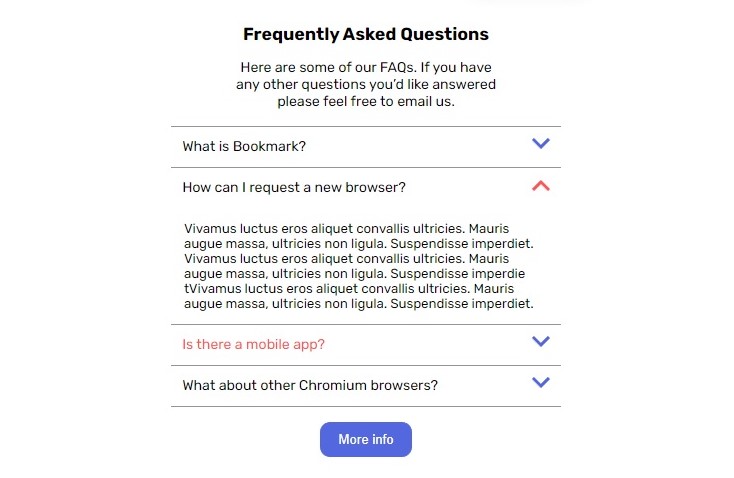 Frequently Asked Questions
Here are some of our FAQs. If you have
any other questions you’d like answered
please feel free to email us.
What is Bookmark?
How can I request a new browser?
Vivamus luctus eros aliquet convallis ultricies. Mauris
augue massa, ultricies non ligula. Suspendisse imperdiet.
Vivamus luctus eros aliquet convallis ultricies. Mauris
augue massa, ultricies non ligula. Suspendisse imperdie
tVivamus luctus eros aliquet convallis ultricies. Mauris
augue massa, ultricies non ligula. Suspendisse imperdiet.
Is there a mobile app?
What about other Chromium browsers?
More info